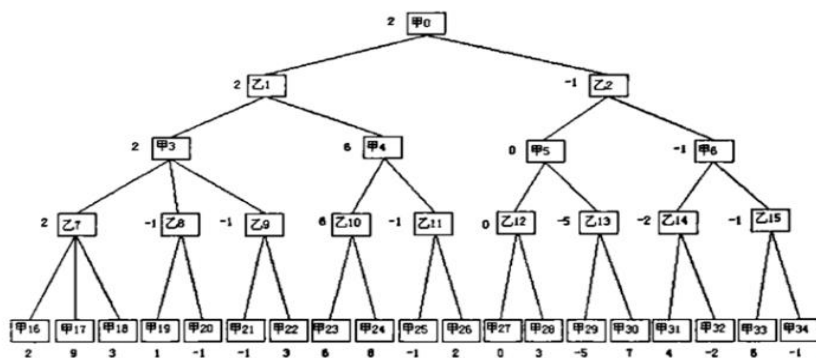 2 甲0
2 乙1 -1 乙2
2 甲3 6 甲4 0 甲5 -1 甲6
2 乙7 -1 乙8 -1 乙9 6 乙10 -1 乙11 0 乙12 -5 乙13 -2 乙14 -1 乙15
甲16 甲17 甲18 甲19 甲20 甲21 甲22 甲23 甲24 甲25 甲26 甲27 甲28 甲29 甲30 甲31 甲32 甲33 甲34
2 9 3 1 -1 -1 3 6 8 -1 2 0 3 -5 7 4 -2 6 -1